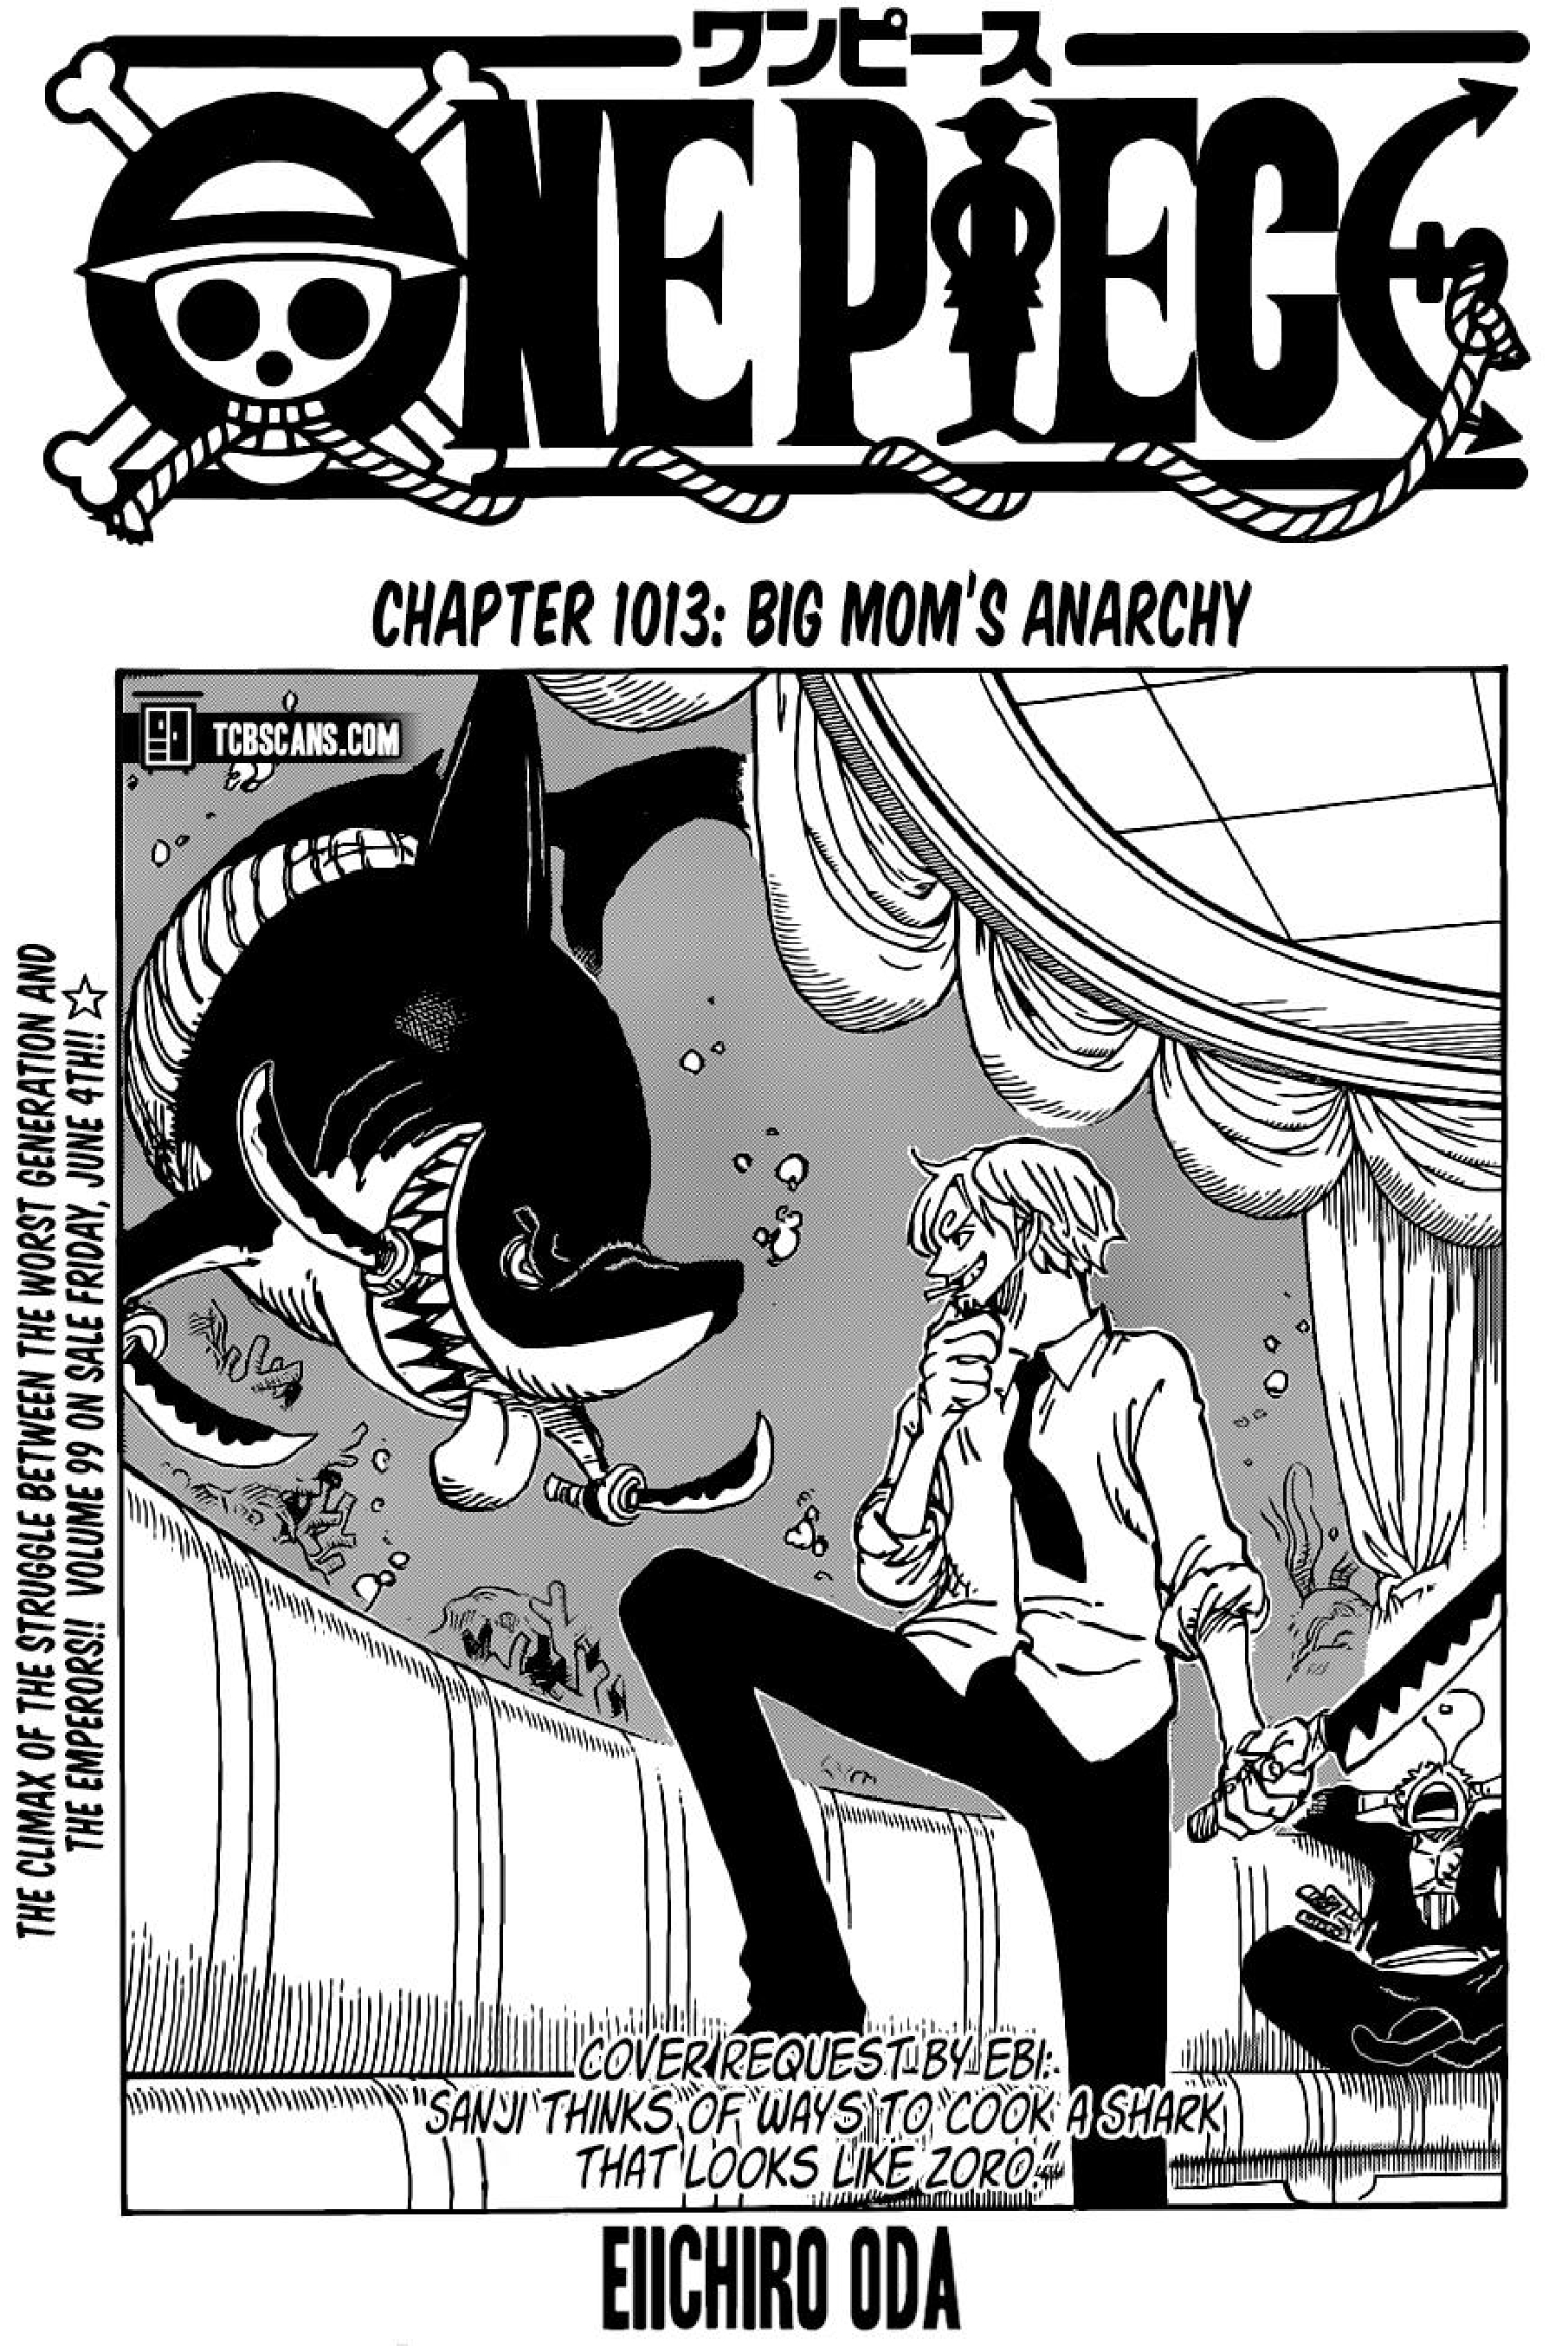 ワンピース
ONE PIECE
CHAPTER 1013: BIG MOM'S ANARCHY
TCBSCANS.COM
THE CLIMAX OF THE STRUGGLE BETWEEN THE WORST GENERATION AND
THE EMPERORS!! VOLUME 99 ON SALE FRIDAY, JUNE 4TH!! ☆
COVER REQUEST BY EBI:
"SANJI THINKS OF WAYS TO COOK A SHARK
THAT LOOKS LIKE ZORO."
EIICHIRO ODA